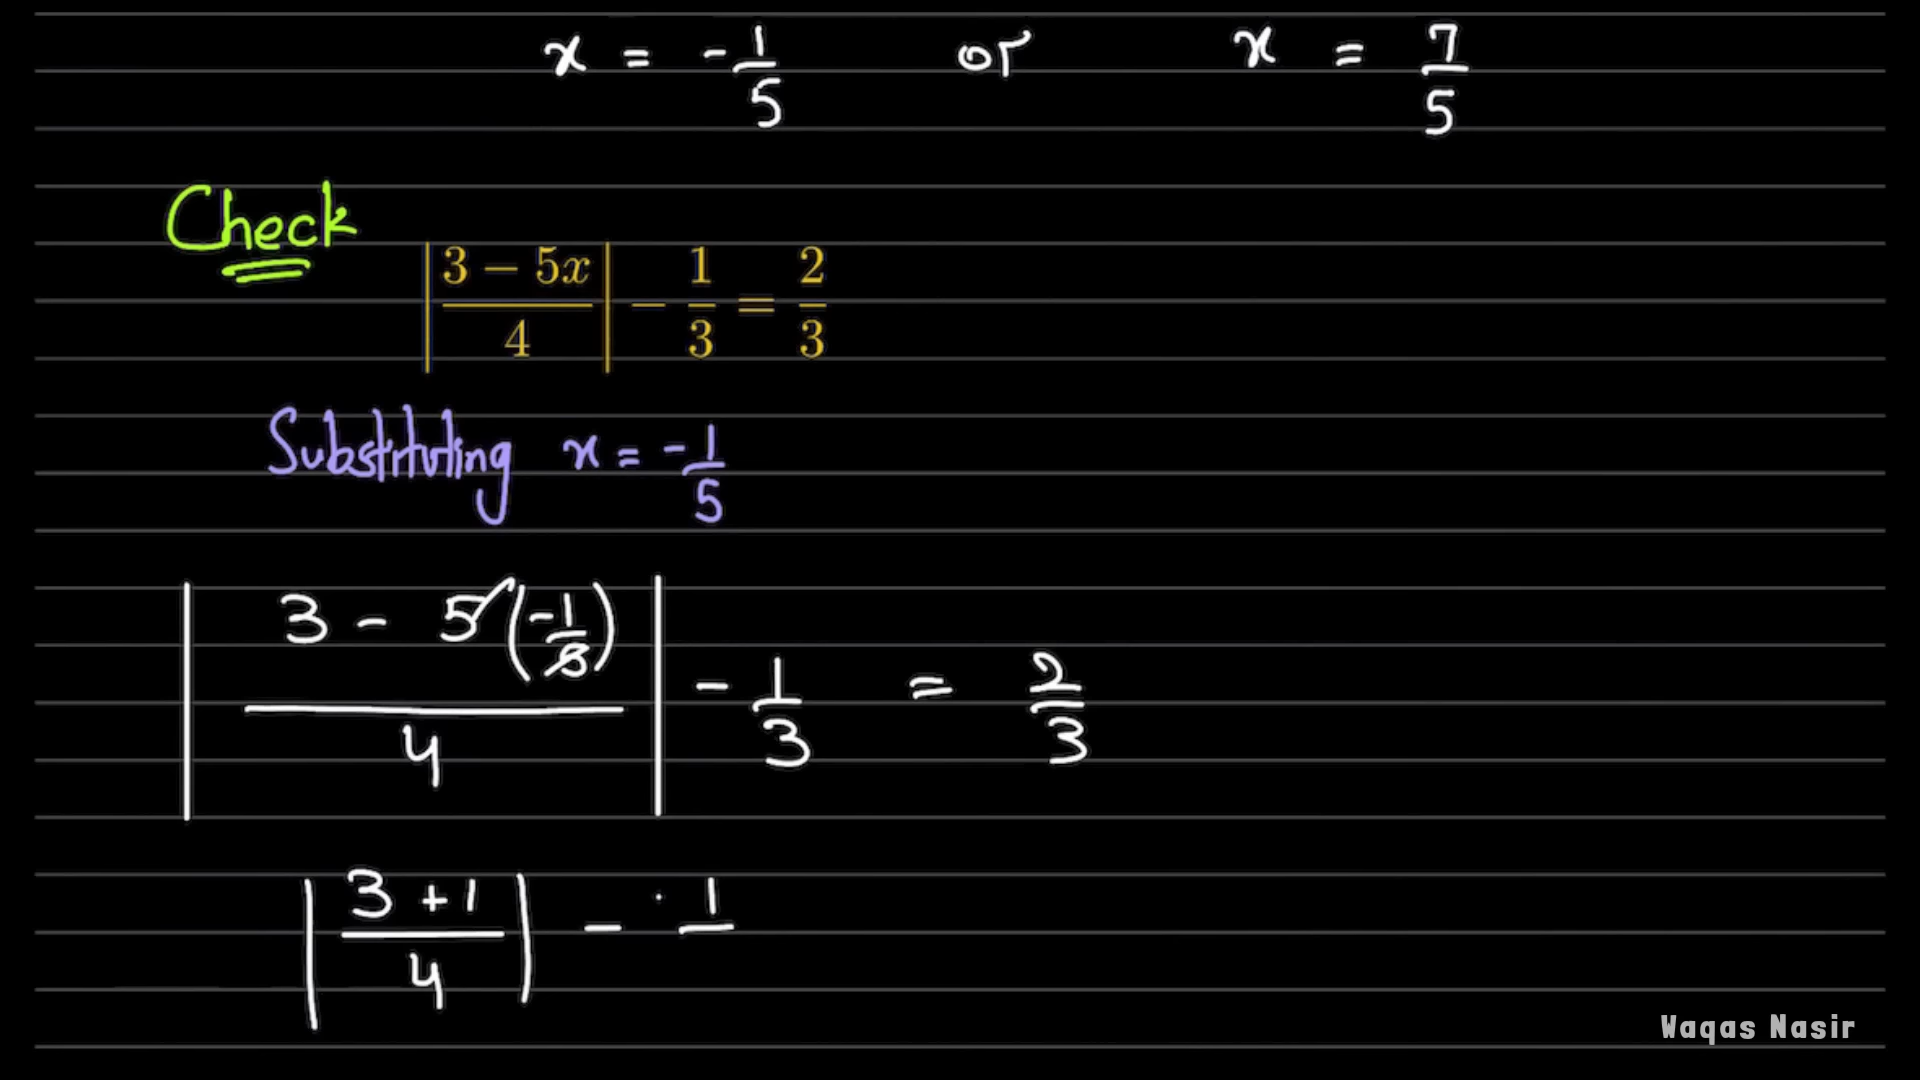 x = -1/5 or x = 7/5
Check
|(3 − 5x)/4| − 1/3 = 2/3
Substituting x = -1/5
|(3 - 5(-1/5))/4| - 1/3 = 2/3
|(3 + 1)/4| - 1
Waqas Nasir